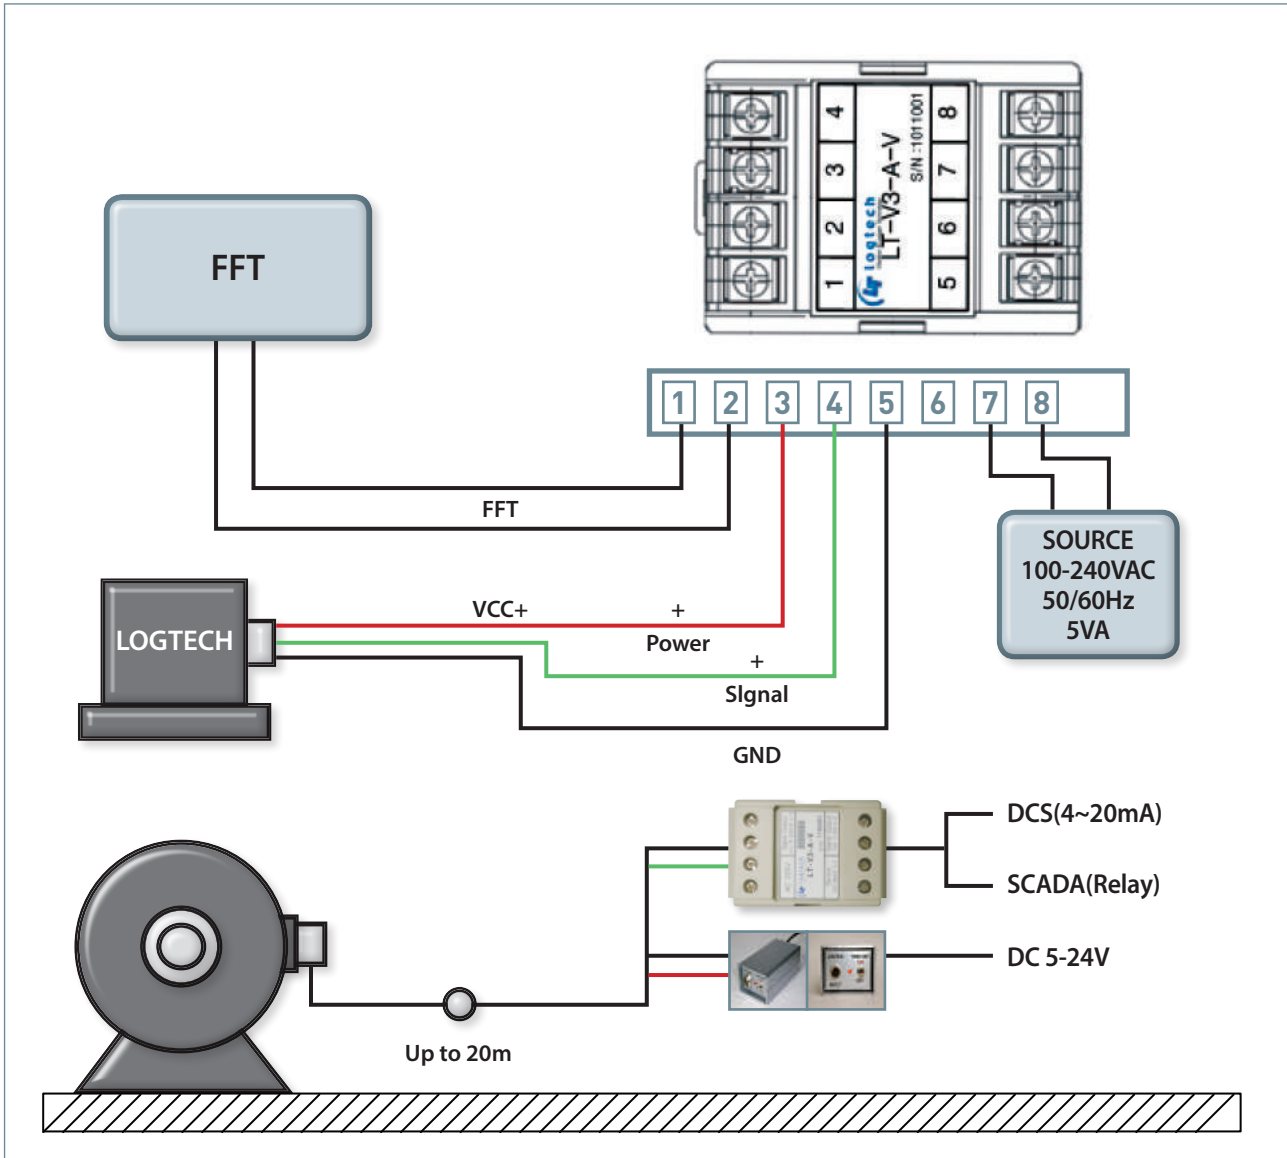 4
3
2
1
logtech
LT-V3-A-V
S/N :1011001
8
7
6
5
FFT
1 2 3 4 5 6 7 8
FFT
SOURCE
100-240VAC
50/60Hz
5VA
LOGTECH
VCC+ +
Power
+
SIgnal
GND
DCS(4~20mA)
LT-V3-A-V
SCADA(Relay)
DC 5-24V
Up to 20m